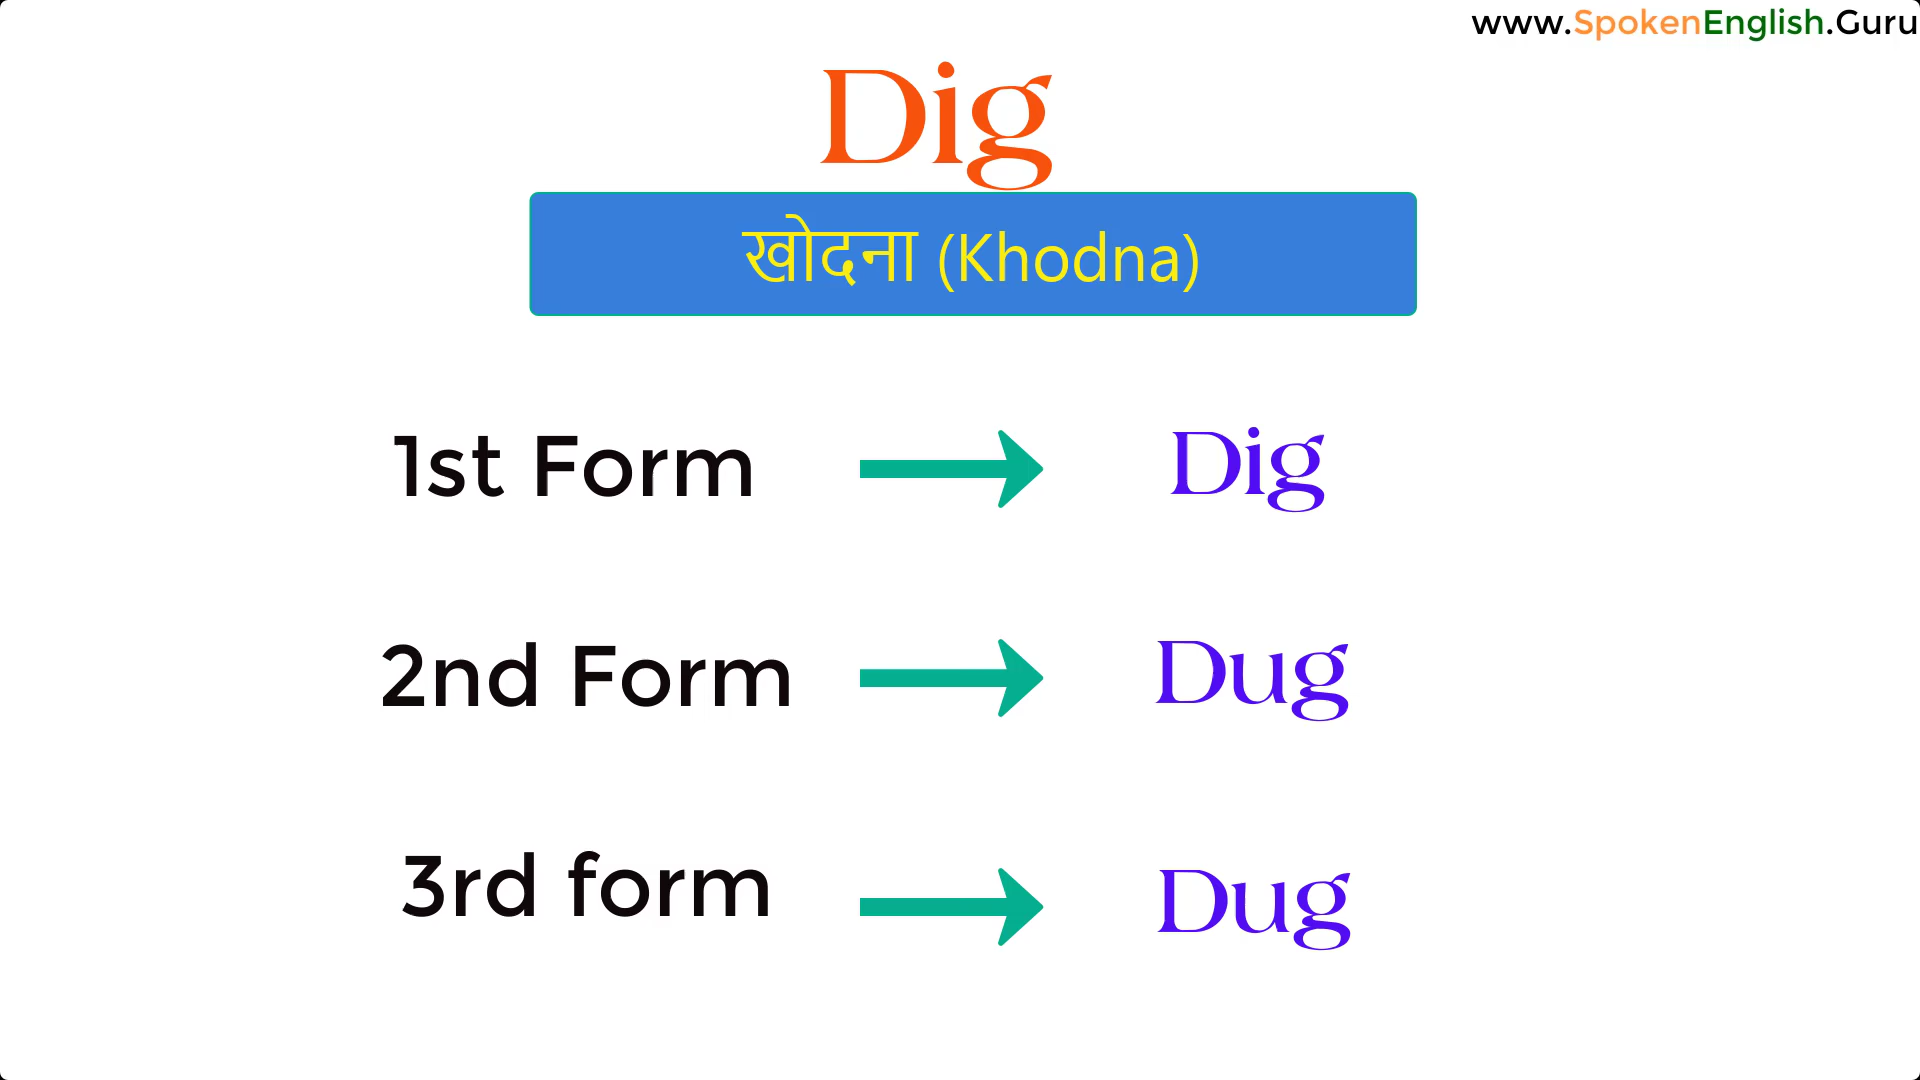 www.SpokenEnglish.Guru
Dig
खोदना (Khodna)
1st Form Dig
2nd Form Dug
3rd form Dug